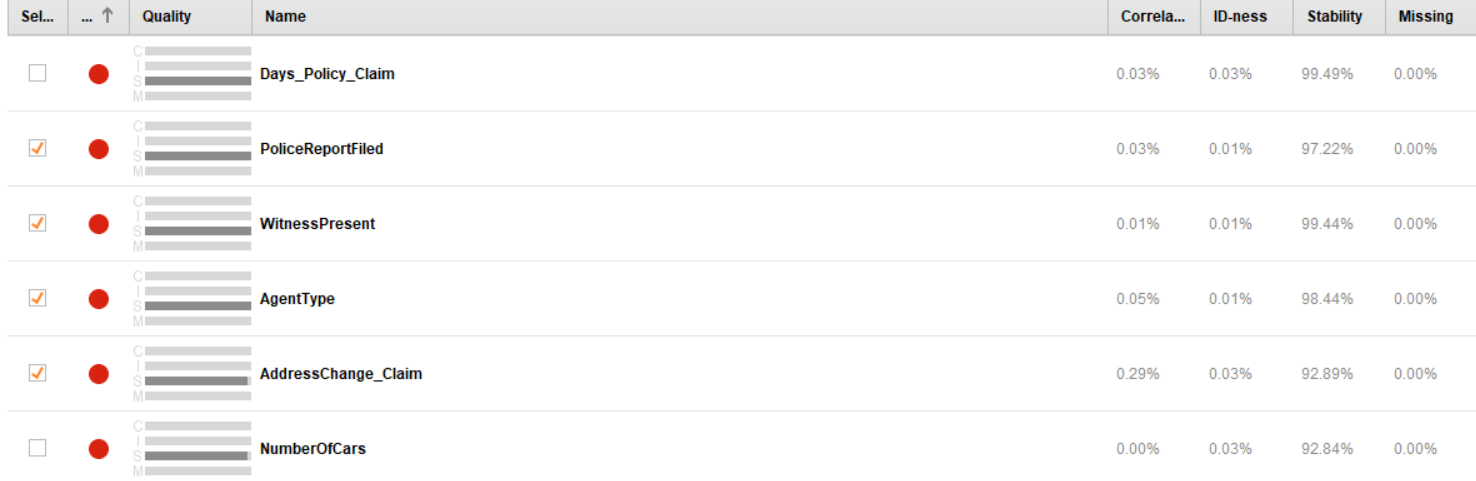 Sel... ... ↑ Quality Name Correla... ID-ness Stability Missing
C
I
S
M
Days_Policy_Claim 0.03% 0.03% 99.49% 0.00%
C
I
S
M
PoliceReportFiled 0.03% 0.01% 97.22% 0.00%
C
I
S
M
WitnessPresent 0.01% 0.01% 99.44% 0.00%
C
I
S
M
AgentType 0.05% 0.01% 98.44% 0.00%
C
I
S
M
AddressChange_Claim 0.29% 0.03% 92.89% 0.00%
C
I
S
M
NumberOfCars 0.00% 0.03% 92.84% 0.00%